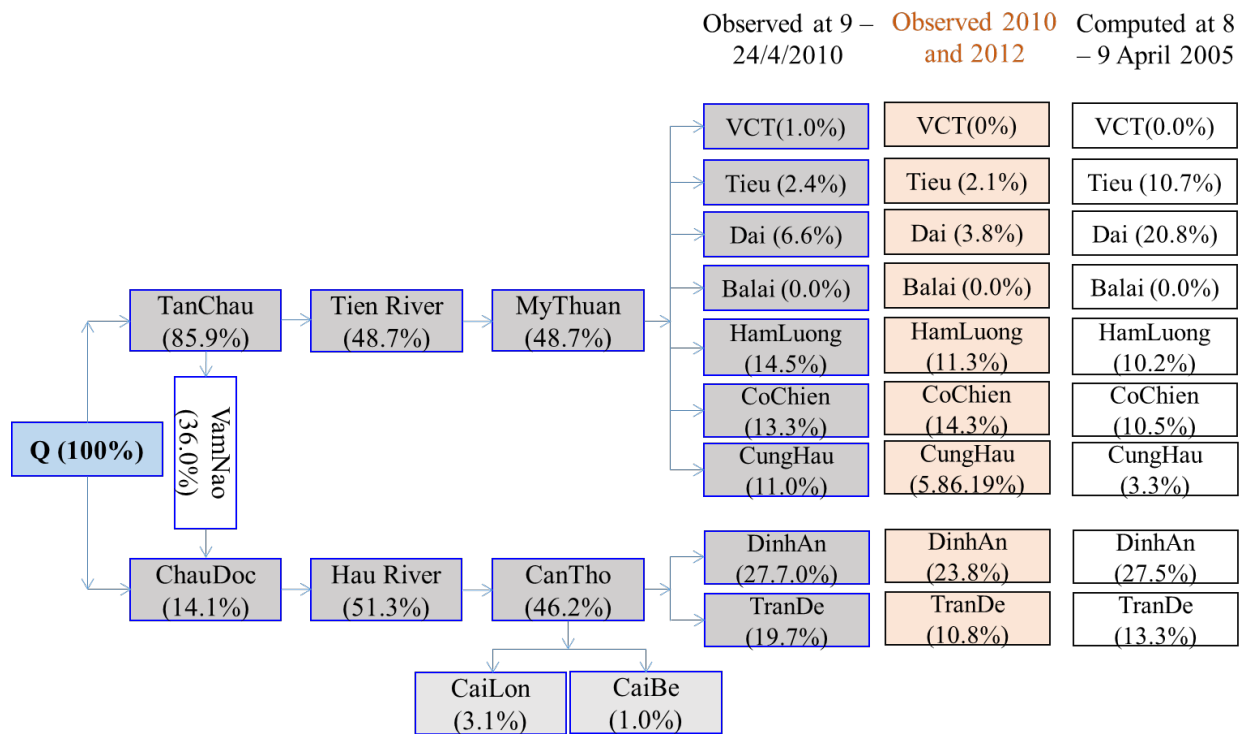 Observed at 9 –
24/4/2010
Observed 2010
and 2012
Computed at 8
– 9 April 2005
VCT(1.0%)
VCT(0%)
VCT(0.0%)
Tieu (2.4%)
Tieu (2.1%)
Tieu (10.7%)
Dai (6.6%)
Dai (3.8%)
Dai (20.8%)
Balai (0.0%)
Balai (0.0%)
Balai (0.0%)
TanChau
(85.9%)
Tien River
(48.7%)
MyThuan
(48.7%)
HamLuong
(14.5%)
HamLuong
(11.3%)
HamLuong
(10.2%)
CoChien
(13.3%)
CoChien
(14.3%)
CoChien
(10.5%)
VamNao
(36.0%)
Q (100%)
CungHau
(11.0%)
CungHau
(5.86.19%)
CungHau
(3.3%)
ChauDoc
(14.1%)
Hau River
(51.3%)
CanTho
(46.2%)
DinhAn
(27.7.0%)
DinhAn
(23.8%)
DinhAn
(27.5%)
TranDe
(19.7%)
TranDe
(10.8%)
TranDe
(13.3%)
CaiLon
(3.1%)
CaiBe
(1.0%)